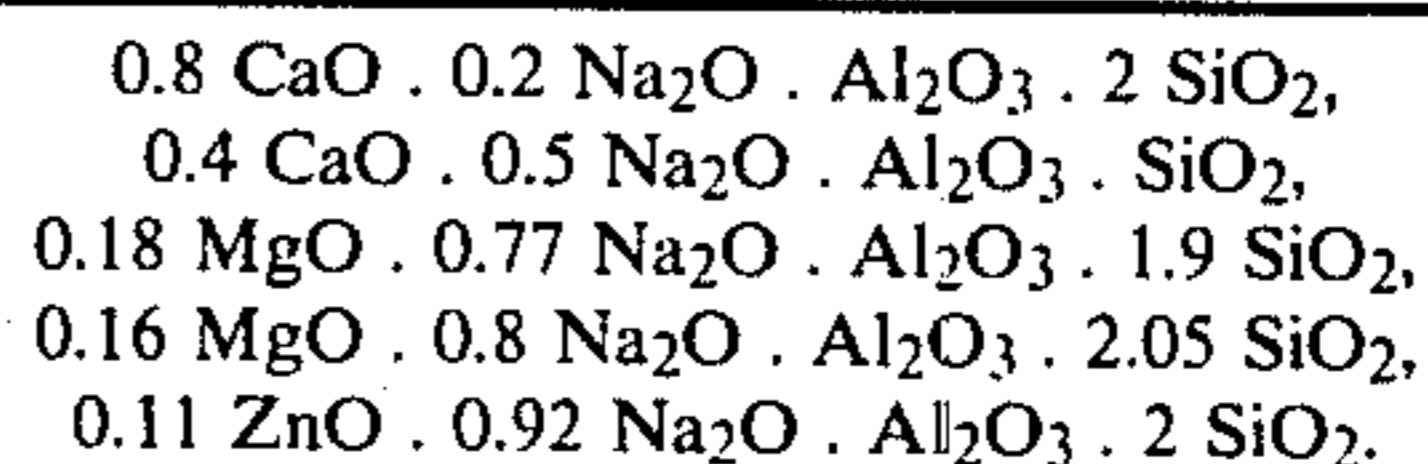 0.8 CaO . 0.2 Na₂O . Al₂O₃ . 2 SiO₂,
0.4 CaO . 0.5 Na₂O . Al₂O₃ . SiO₂,
0.18 MgO . 0.77 Na₂O . Al₂O₃ . 1.9 SiO₂,
0.16 MgO . 0.8 Na₂O . Al₂O₃ . 2.05 SiO₂,
0.11 ZnO . 0.92 Na₂O . Al₂O₃ . 2 SiO₂.